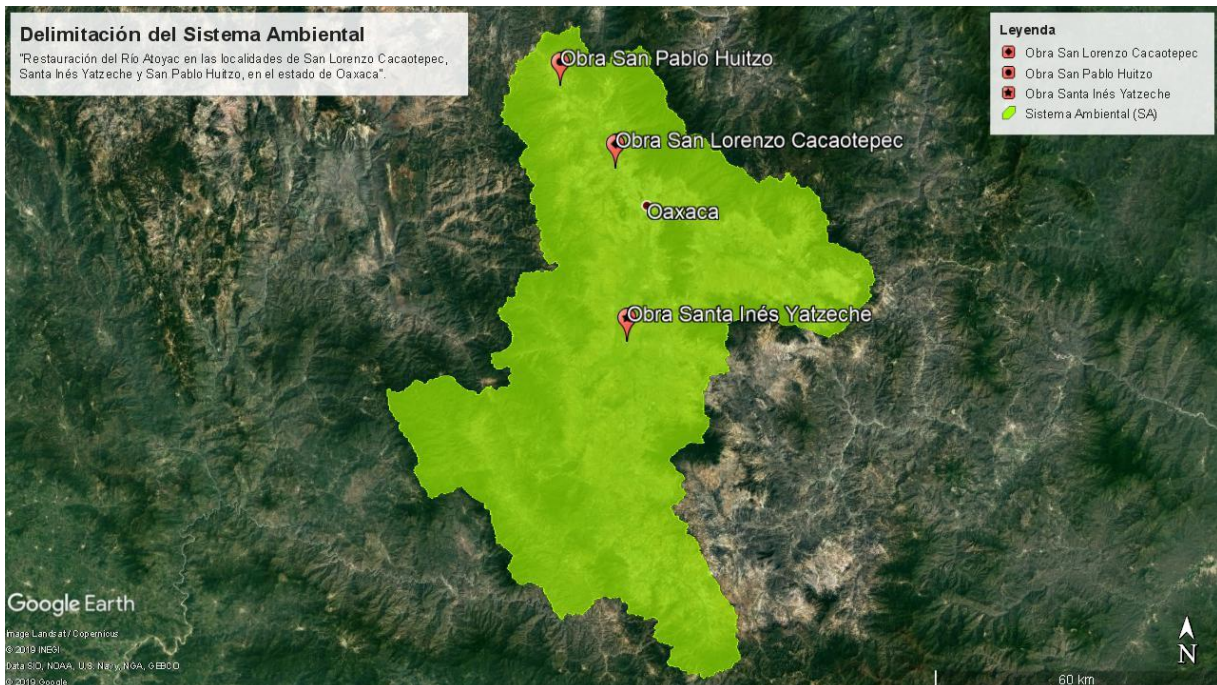 Delimitación del Sistema Ambiental
"Restauración del Río Atoyac en las localidades de San Lorenzo Cacaotepec,
Santa Inés Yatzeche y San Pablo Huitzo, en el estado de Oaxaca".
Leyenda
Obra San Lorenzo Cacaotepec
Obra San Pablo Huitzo
Obra Santa Inés Yatzeche
Sistema Ambiental (SA)
Obra San Pablo Huitzo
Obra San Lorenzo Cacaotepec
Oaxaca
Obra Santa Inés Yatzeche
Google Earth
Image Landsat / Copernicus
© 2019 INEGI
Data SIO, NOAA, U.S. Navy, NGA, GEBCO
© 2019 Google
N
60 km